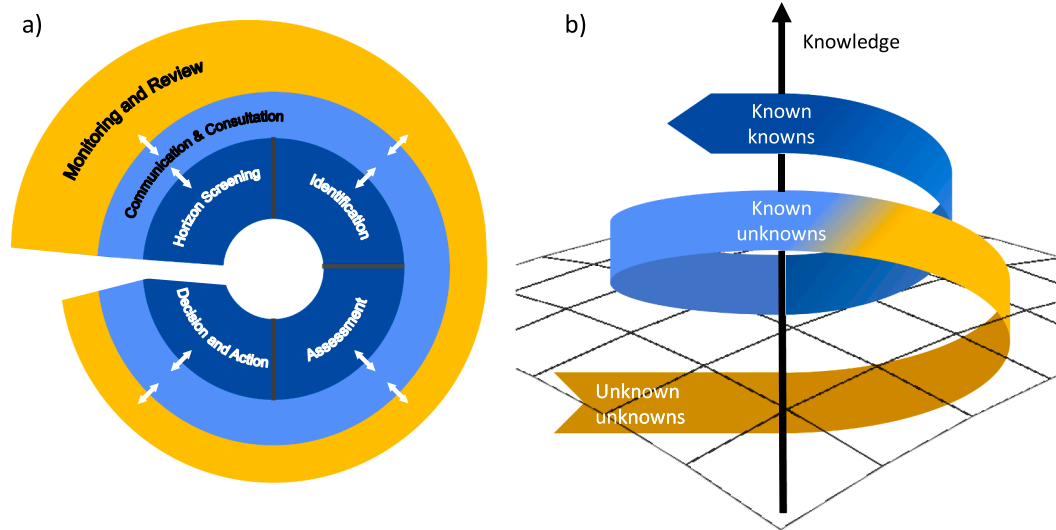 a)
Monitoring and Review
Communication & Consultation
Horizon Screening
Identification
Assessment
Decision and Action
b)
Knowledge
Known
knowns
Known
unknowns
Unknown
unknowns